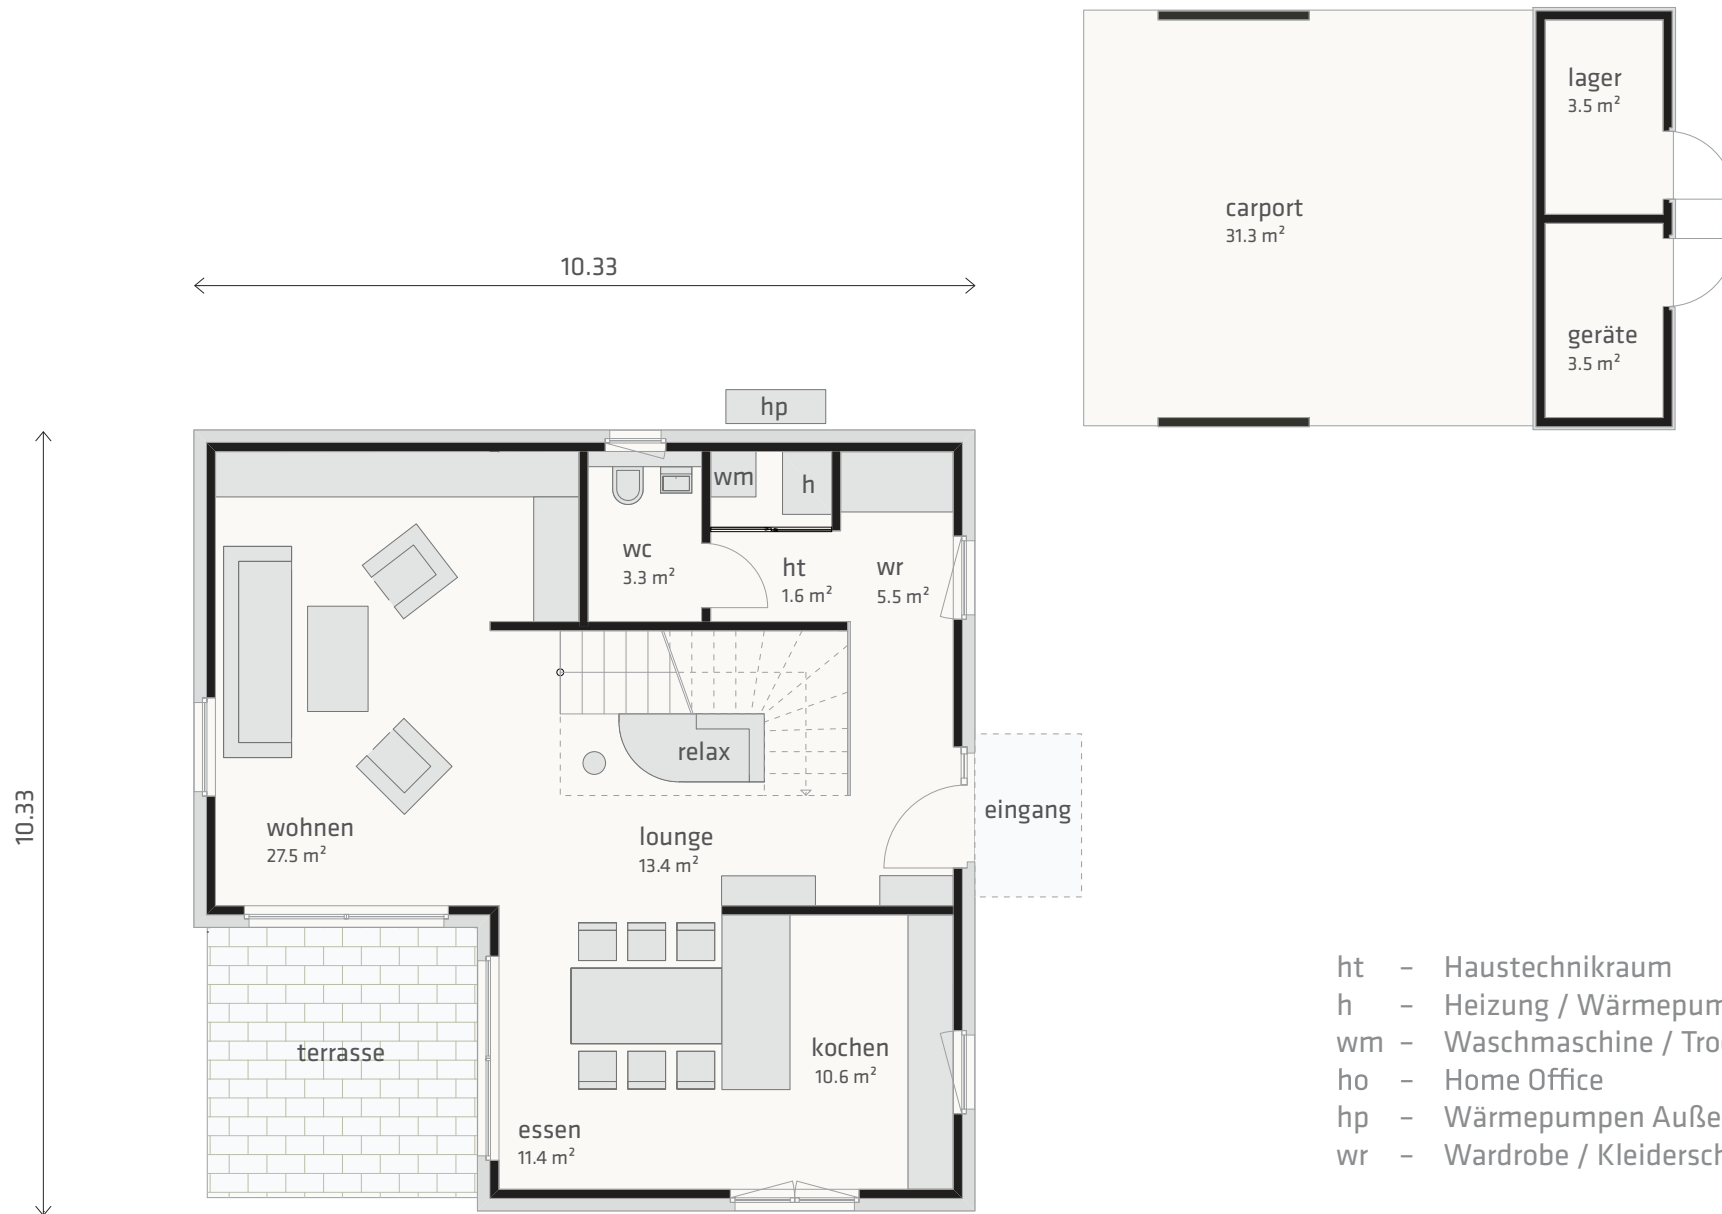 lager
3.5 m²
carport
31.3 m²
10.33
geräte
3.5 m²
hp
wm
h
wc
3.3 m²
ht
1.6 m²
wr
5.5 m²
relax
10.33
wohnen
27.5 m²
lounge
13.4 m²
eingang
terrasse
kochen
10.6 m²
essen
11.4 m²
ht – Haustechnikraum
h – Heizung / Wärmepum
wm – Waschmaschine / Tro
ho – Home Office
hp – Wärmepumpen Auße
wr – Wardrobe / Kleidersch